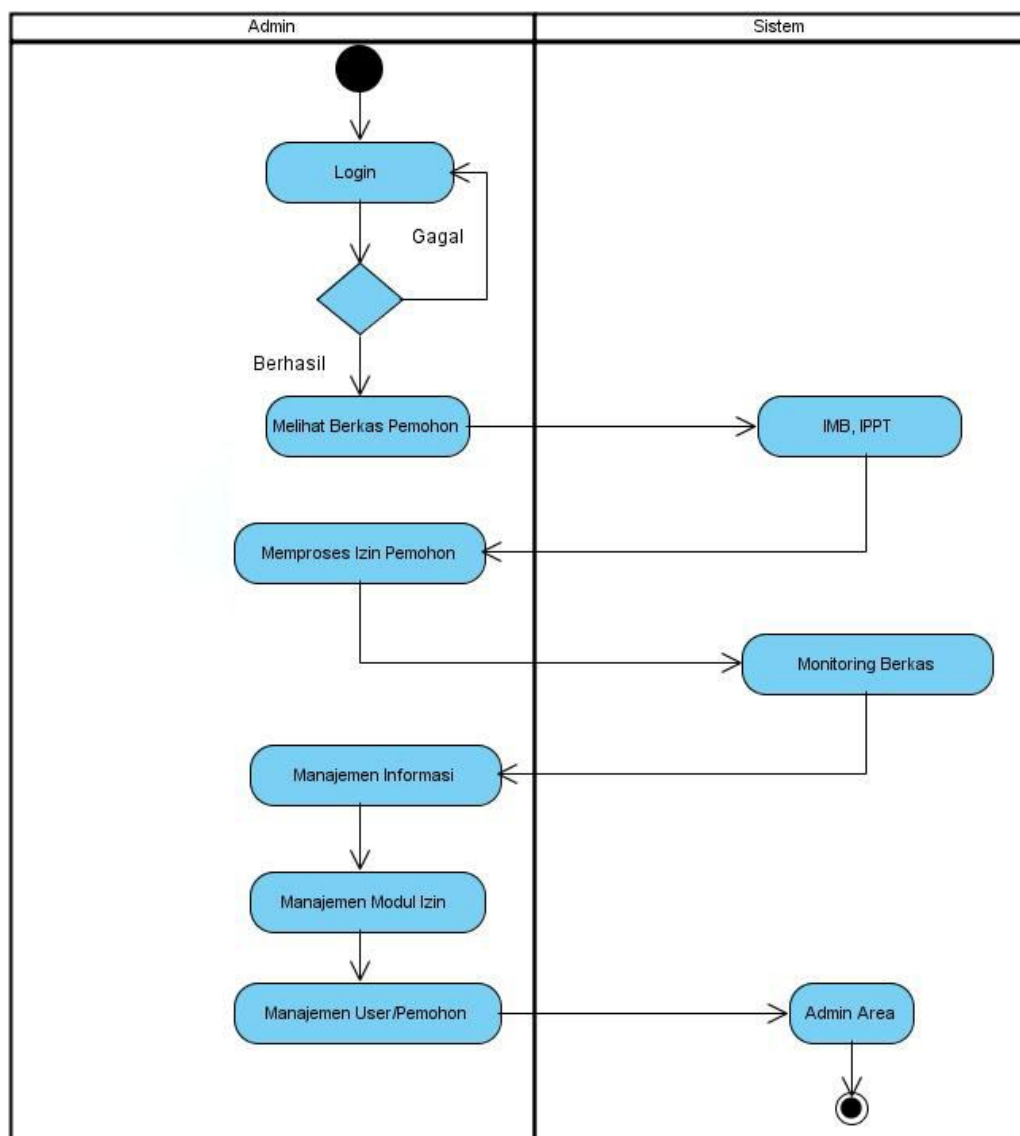 Admin
Sistem
Login
Gagal
Berhasil
Melihat Berkas Pemohon
IMB, IPPT
Memproses Izin Pemohon
Monitoring Berkas
Manajemen Informasi
Manajemen Modul Izin
Manajemen User/Pemohon
Admin Area